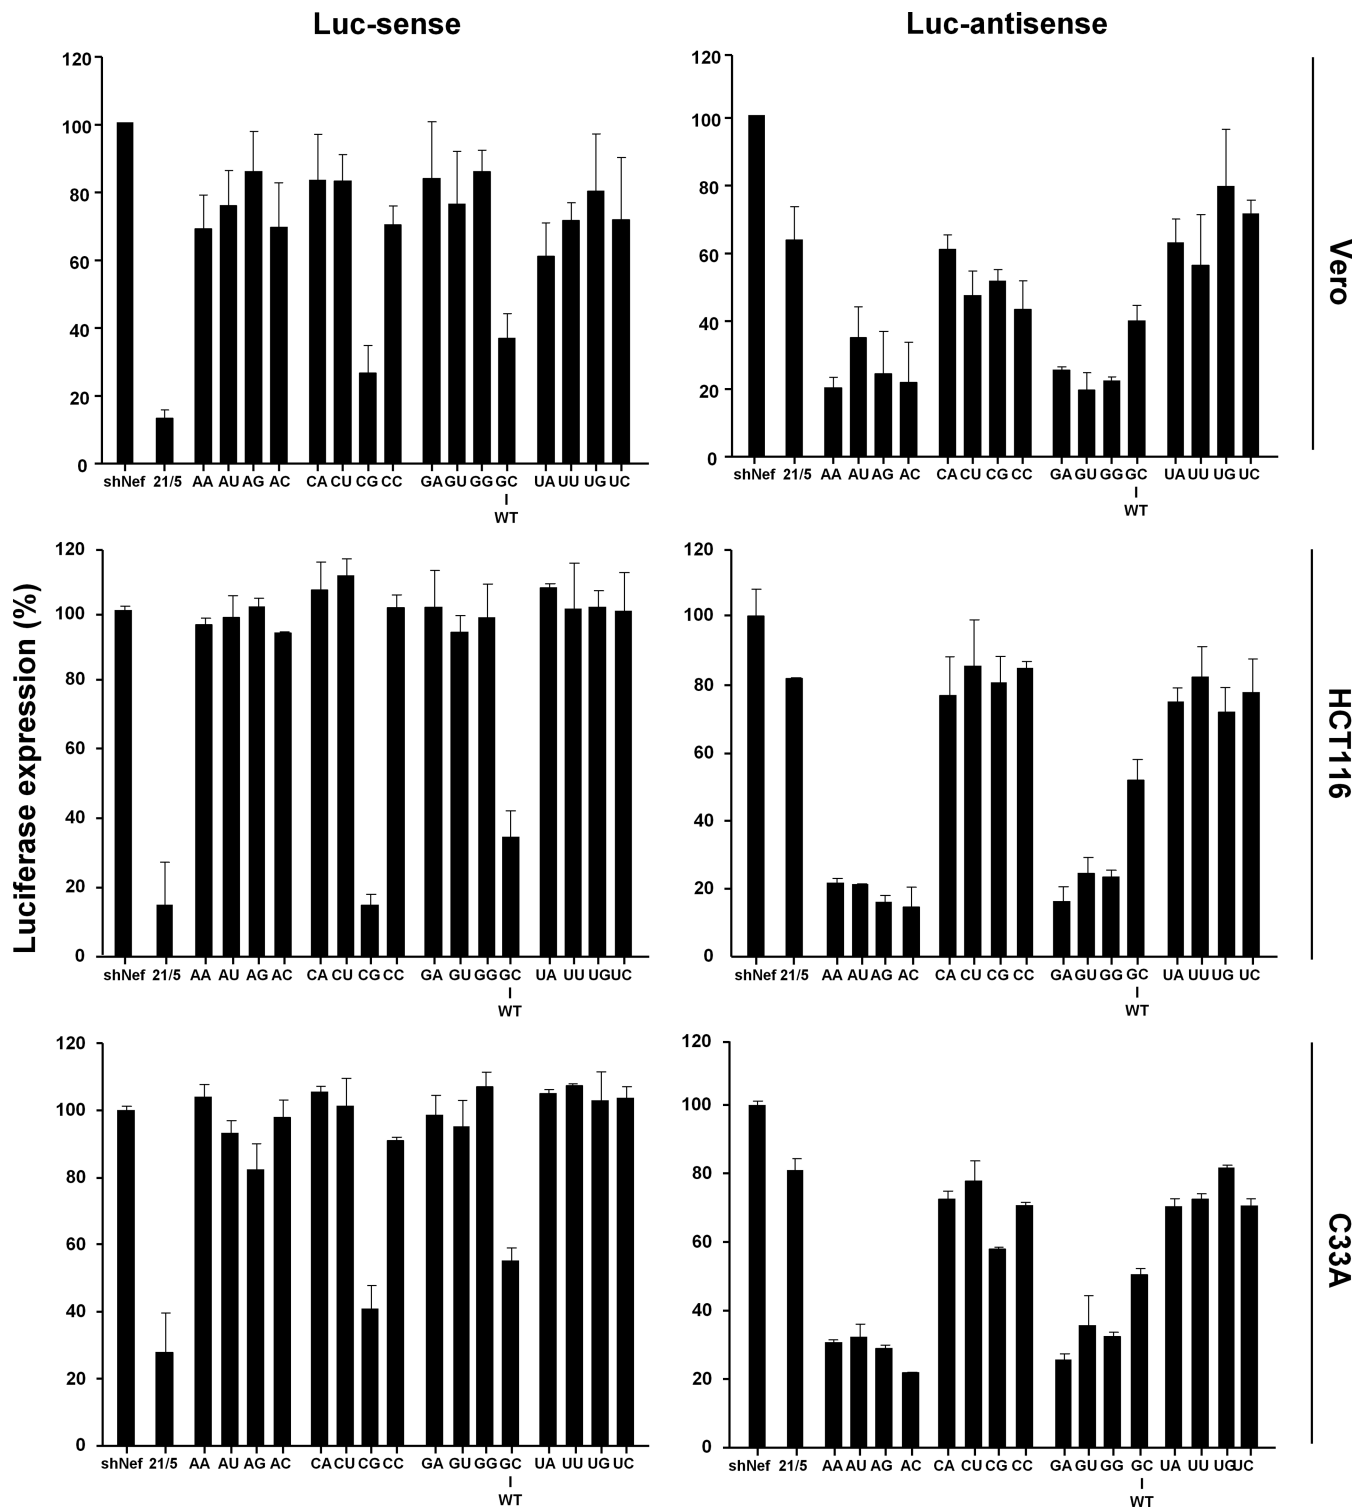 Luc-sense
Luc-antisense
Luciferase expression (%)
120
100
80
60
40
20
0
shNef 21/5 AA AU AG AC CA CU CG CC GA GU GG GC UA UU UG UC
WT
120
100
80
60
40
20
0
shNef 21/5 AA AU AG AC CA CU CG CC GA GU GG GC UA UU UG UC
WT
Vero
120
100
80
60
40
20
0
shNef 21/5 AA AU AG AC CA CU CG CC GA GU GG GC UA UU UG UC
WT
120
100
80
60
40
20
0
shNef 21/5 AA AU AG AC CA CU CG CC GA GU GG GC UA UU UG UC
WT
HCT116
120
100
80
60
40
20
0
shNef 21/5 AA AU AG AC CA CU CG CC GA GU GG GC UA UU UG UC
WT
120
100
80
60
40
20
0
shNef 21/5 AA AU AG AC CA CU CG CC GA GU GG GC UA UU UG UC
WT
C33A